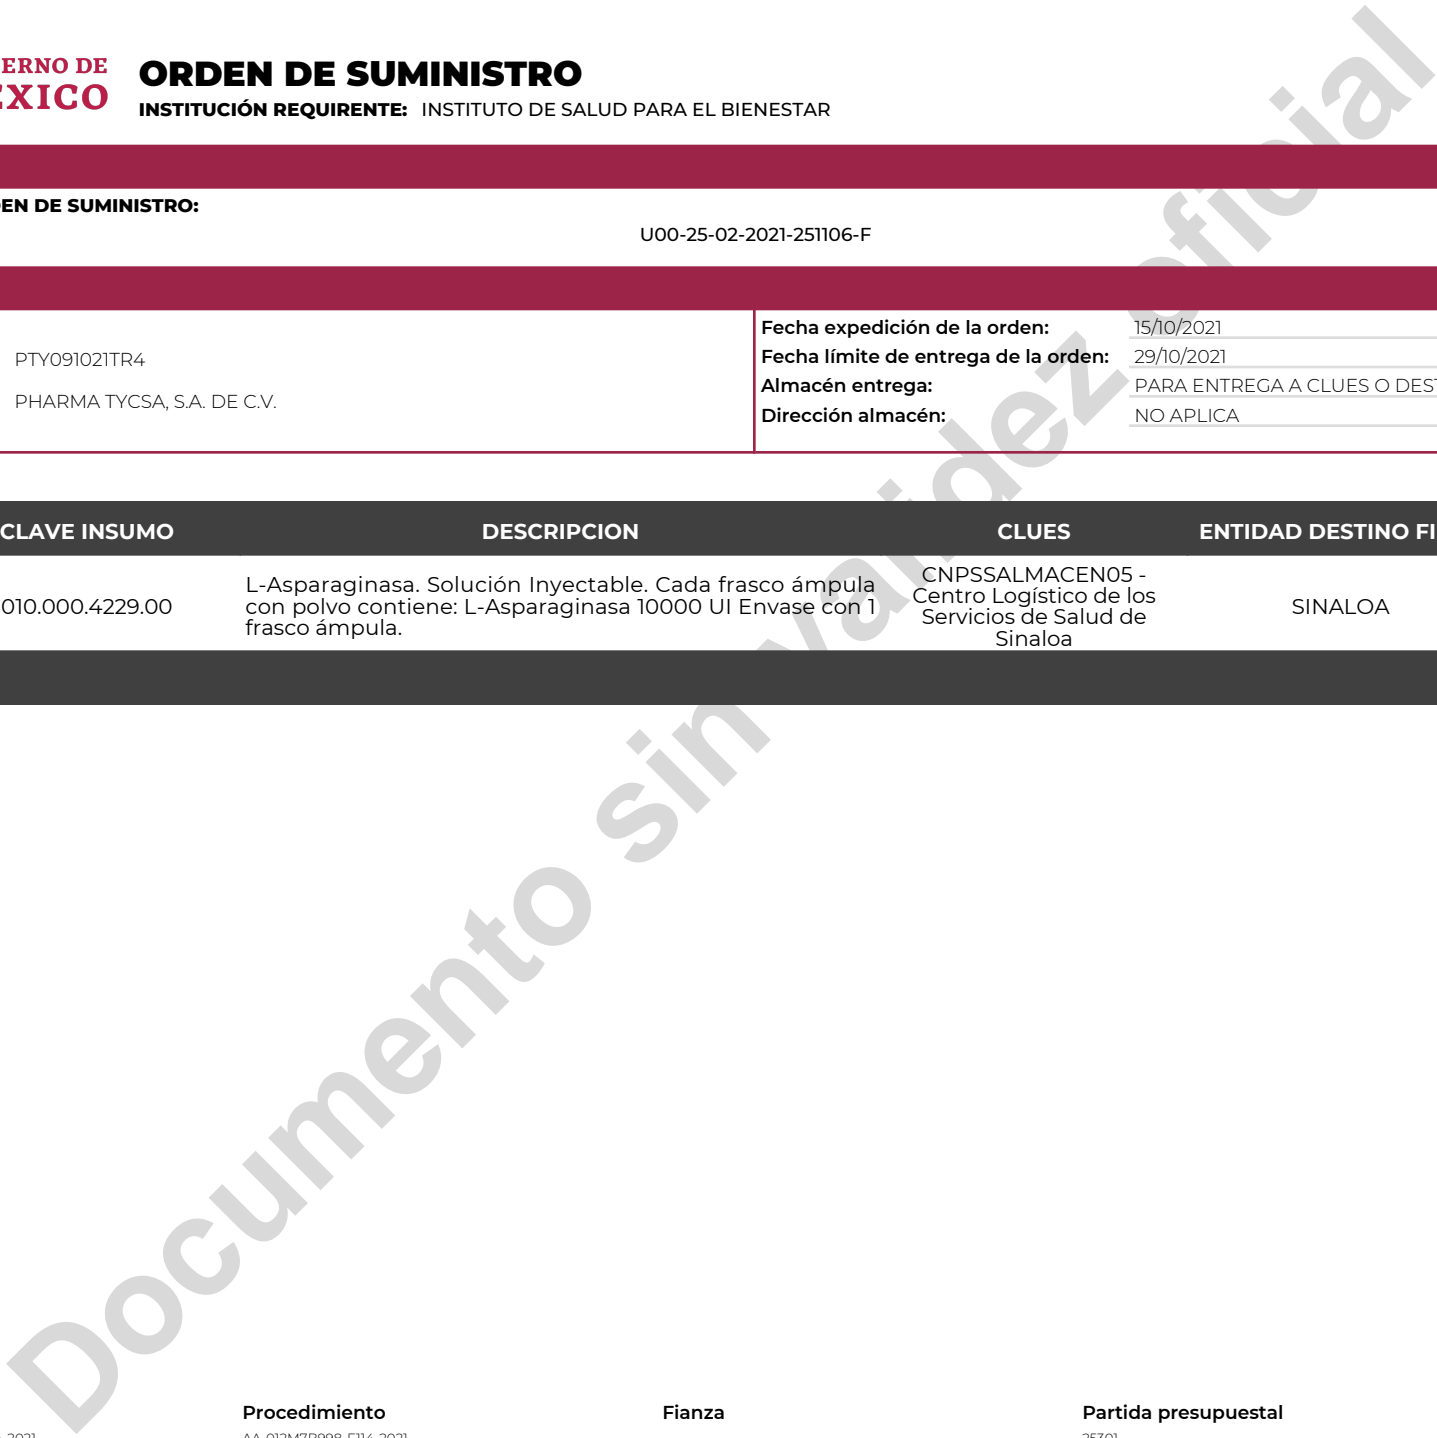 ERNO DE
ORDEN DE SUMINISTRO
INSTITUCIÓN REQUIRENTE: INSTITUTO DE SALUD PARA EL BIENESTAR
EN DE SUMINISTRO:
U00-25-02-2021-251106-F
PTY091021TR4
PHARMA TYCSA, S.A. DE C.V.
Fecha expedición de la orden: 15/10/2021
Fecha límite de entrega de la orden: 29/10/2021
Almacén entrega: PARA ENTREGA A CLUES O DEST
Dirección almacén: NO APLICA
CLAVE INSUMO DESCRIPCION CLUES ENTIDAD DESTINO FI
010.000.4229.00
L-Asparaginasa. Solución Inyectable. Cada frasco ámpula
con polvo contiene: L-Asparaginasa 10000 UI Envase con 1
frasco ámpula.
CNPSSALMACEN05 -
Centro Logístico de los
Servicios de Salud de
Sinaloa
SINALOA
Documento sin validez oficial
Procedimiento Fianza Partida presupuestal